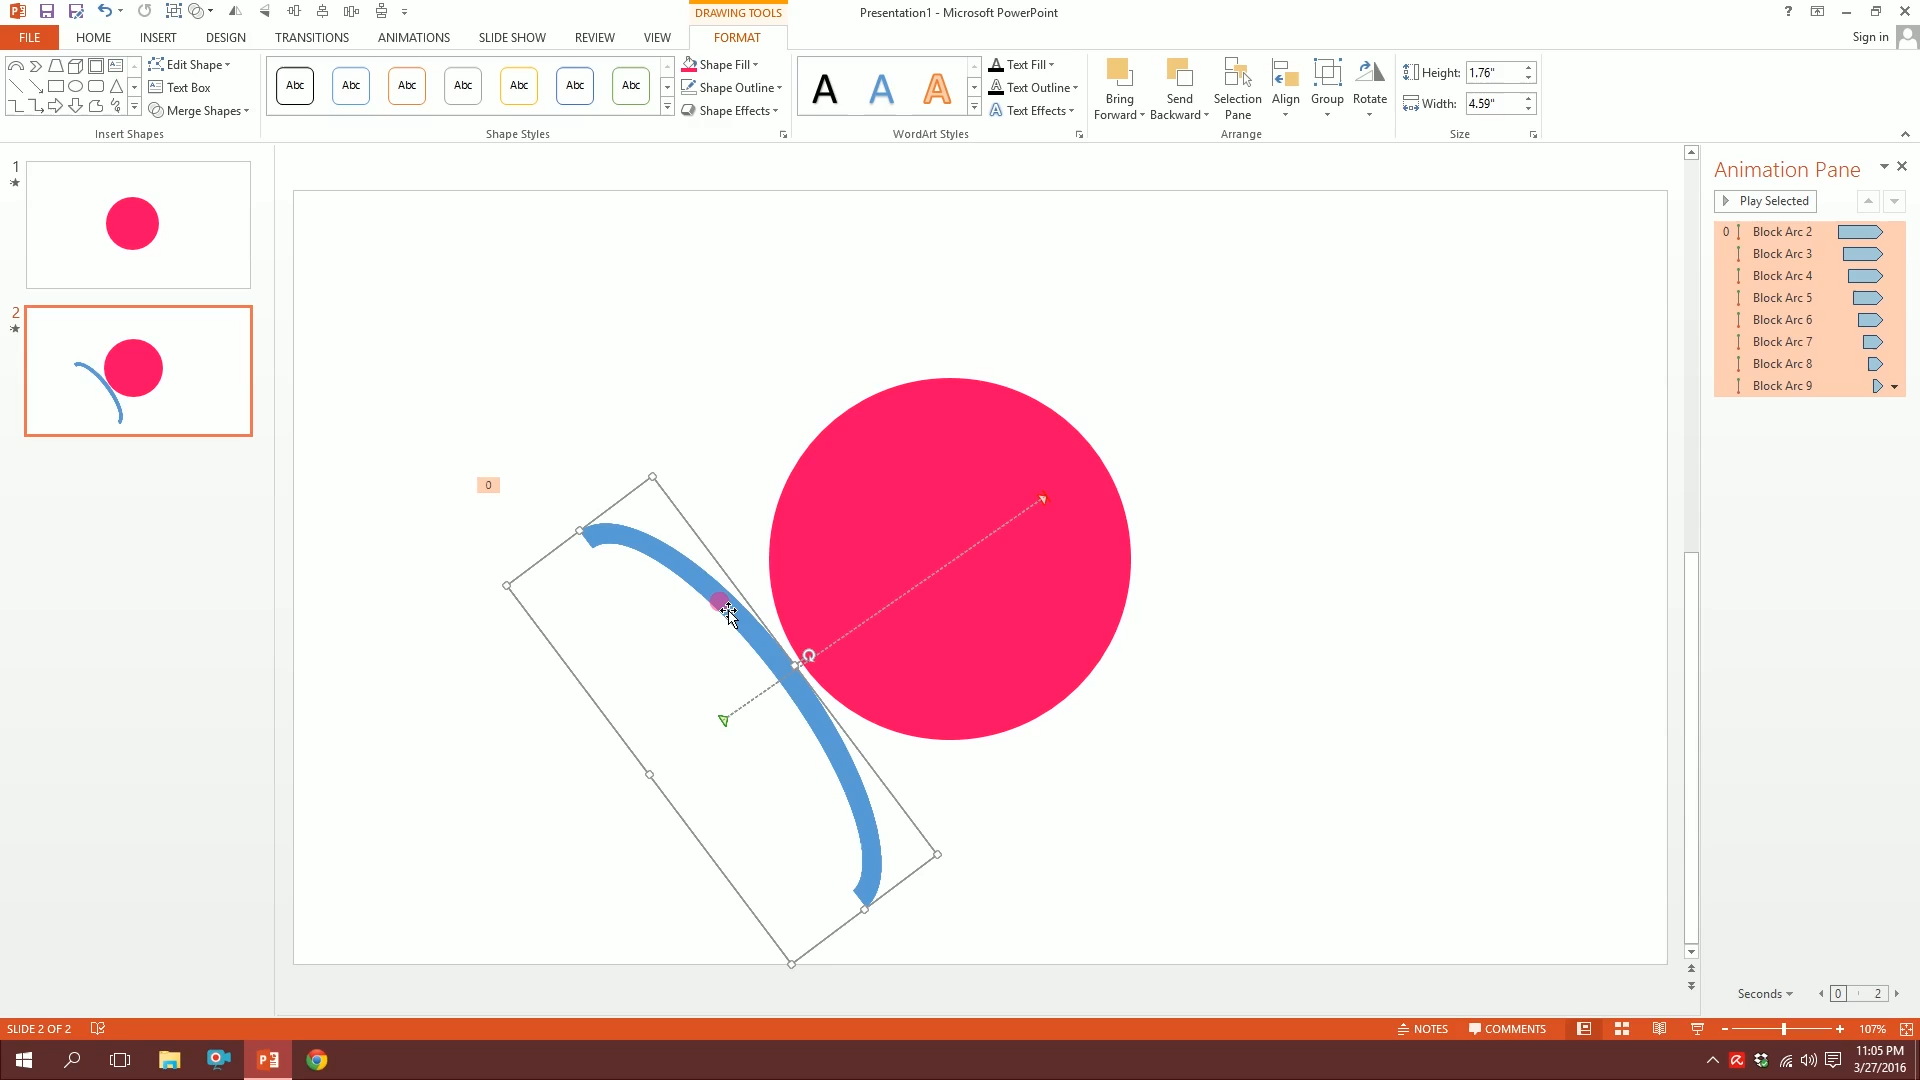 DRAWING TOOLS
Presentation1 - Microsoft PowerPoint
?
FILE HOME INSERT DESIGN TRANSITIONS ANIMATIONS SLIDE SHOW REVIEW VIEW FORMAT
Sign in
Edit Shape
Text Box
Merge Shapes
Insert Shapes
Abc Abc Abc Abc Abc Abc Abc
Shape Styles
Shape Fill
Shape Outline
Shape Effects
A A A
WordArt Styles
Text Fill
Text Outline
Text Effects
Bring
Forward
Send
Backward
Selection
Pane
Align
Group
Rotate
Arrange
Height: 1.76"
Width: 4.59"
Size
1
2
0
Animation Pane
Play Selected
0 Block Arc 2
Block Arc 3
Block Arc 4
Block Arc 5
Block Arc 6
Block Arc 7
Block Arc 8
Block Arc 9
Seconds 0 2
SLIDE 2 OF 2
NOTES COMMENTS 107%
11:05 PM
3/27/2016